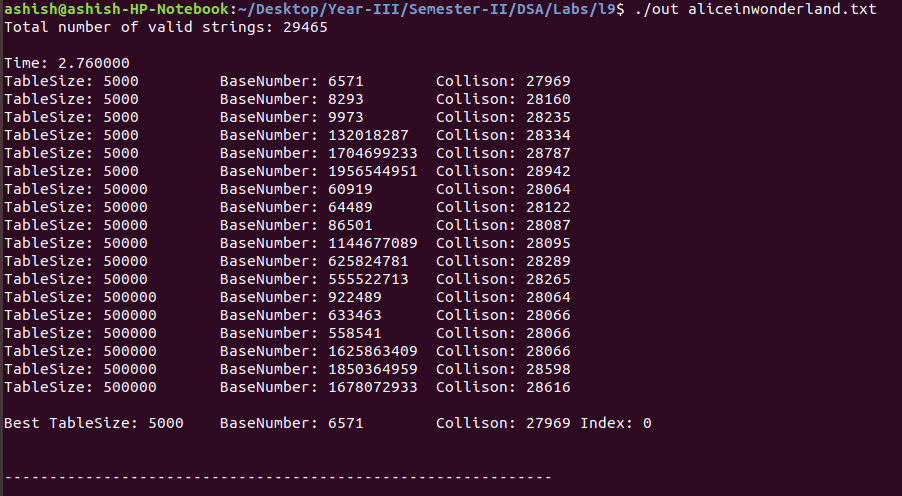 ashish@ashish-HP-Notebook:~/Desktop/Year-III/Semester-II/DSA/Labs/l9$ ./out aliceinwonderland.txt
Total number of valid strings: 29465
Time: 2.760000
TableSize: 5000 BaseNumber: 6571 Collison: 27969
TableSize: 5000 BaseNumber: 8293 Collison: 28160
TableSize: 5000 BaseNumber: 9973 Collison: 28235
TableSize: 5000 BaseNumber: 132018287 Collison: 28334
TableSize: 5000 BaseNumber: 1704699233 Collison: 28787
TableSize: 5000 BaseNumber: 1956544951 Collison: 28942
TableSize: 50000 BaseNumber: 60919 Collison: 28064
TableSize: 50000 BaseNumber: 64489 Collison: 28122
TableSize: 50000 BaseNumber: 86501 Collison: 28087
TableSize: 50000 BaseNumber: 1144677089 Collison: 28095
TableSize: 50000 BaseNumber: 625824781 Collison: 28289
TableSize: 50000 BaseNumber: 555522713 Collison: 28265
TableSize: 500000 BaseNumber: 922489 Collison: 28064
TableSize: 500000 BaseNumber: 633463 Collison: 28066
TableSize: 500000 BaseNumber: 558541 Collison: 28066
TableSize: 500000 BaseNumber: 1625863409 Collison: 28066
TableSize: 500000 BaseNumber: 1850364959 Collison: 28598
TableSize: 500000 BaseNumber: 1678072933 Collison: 28616
Best TableSize: 5000 BaseNumber: 6571 Collison: 27969 Index: 0
-------------------------------------------------------------